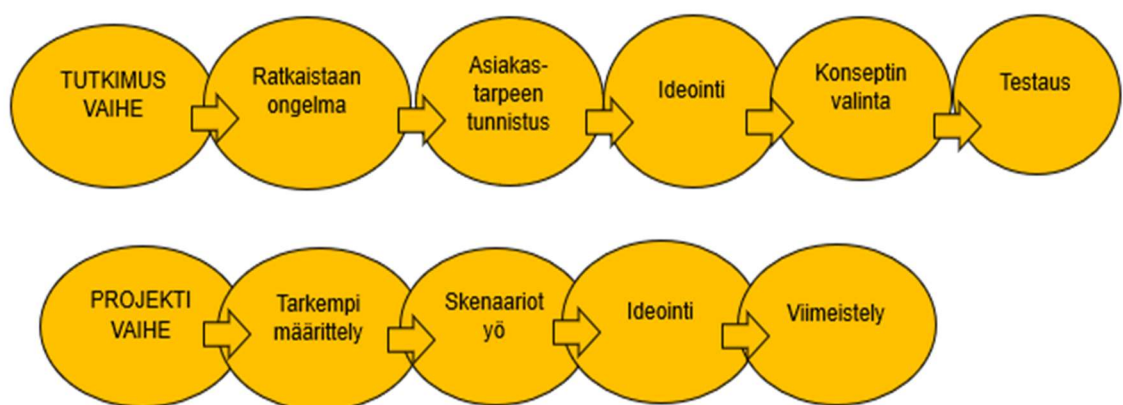 TUTKIMUS
VAIHE
Ratkaistaan
ongelma
Asiakas-
tarpeen
tunnistus
Ideointi
Konseptin
valinta
Testaus
PROJEKTI
VAIHE
Tarkempi
määrittely
Skenaariot
yö
Ideointi
Viimeistely